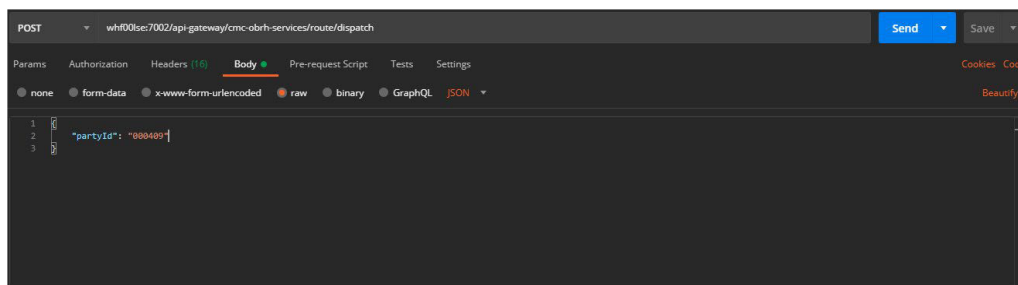 POST whf00lse:7002/api-gateway/cmc-obrh-services/route/dispatch Send Save
Params Authorization Headers (16) Body Pre-request Script Tests Settings Cookies Coo
none form-data x-www-form-urlencoded raw binary GraphQL JSON Beautify
1 {
2 "partyId": "000409"
3 }